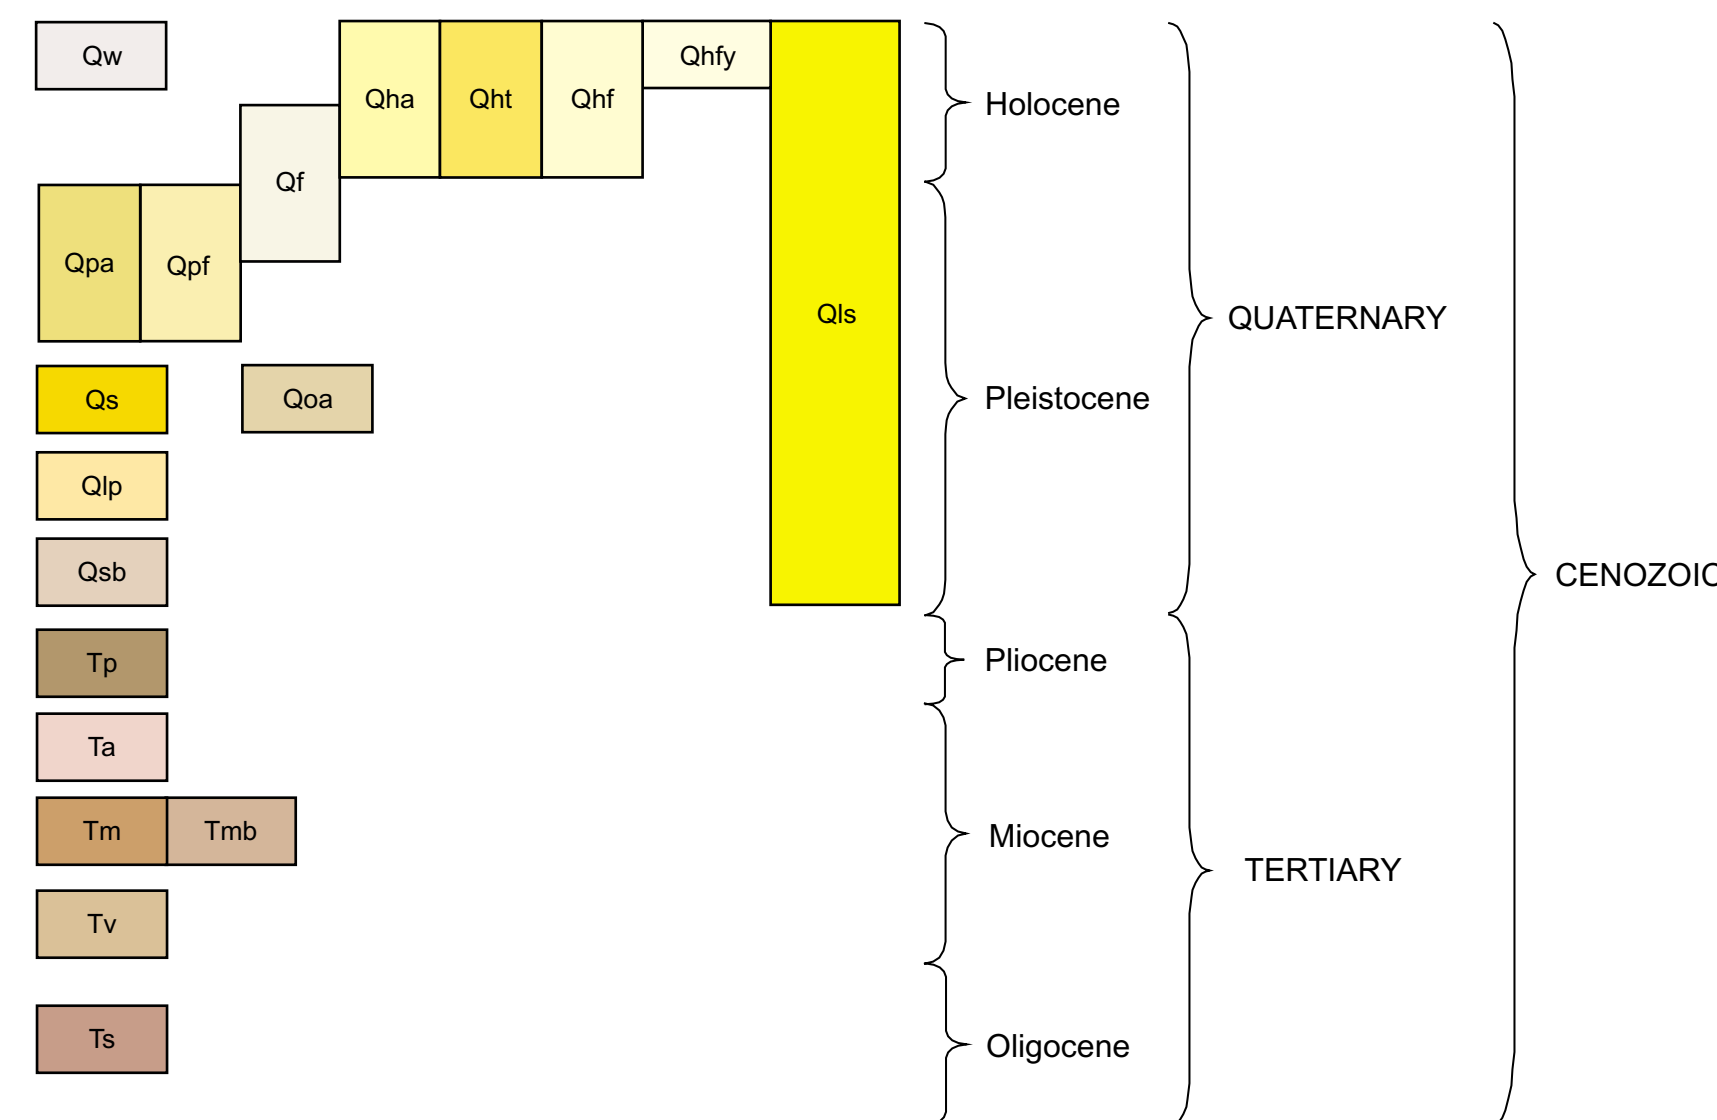 Qw
Qhfy
Qha
Qht
Qhf
Holocene
Qf
Qpa
Qpf
Qls
QUATERNARY
Qs
Qoa
Pleistocene
Qlp
Qsb
CENOZOIC
Tp
Pliocene
Ta
Tm
Tmb
Miocene
TERTIARY
Tv
Ts
Oligocene